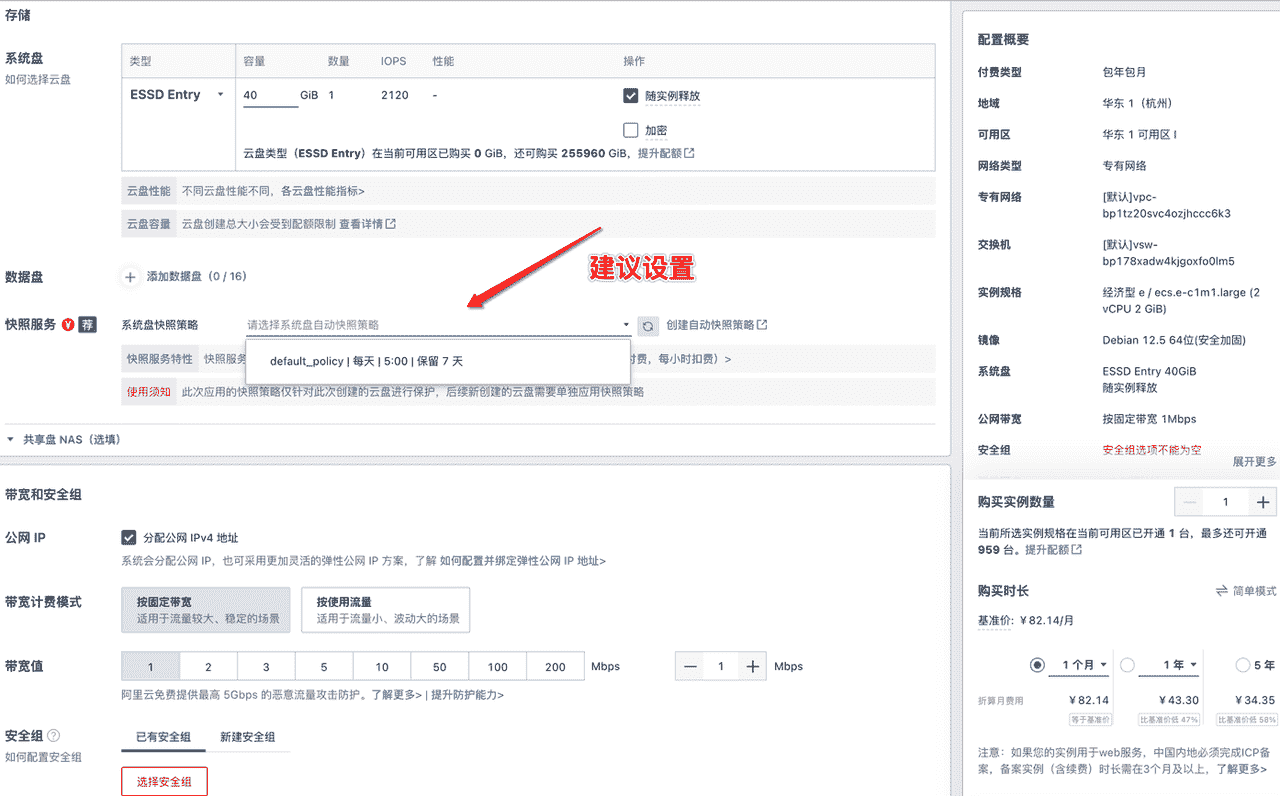 存储
系统盘
如何选择云盘
类型 容量 数量 IOPS 性能 操作
ESSD Entry 40 GiB 1 2120 - 随实例释放
加密
云盘类型（ESSD Entry）在当前可用区已购买 0 GiB，还可购买 255960 GiB，提升配额
云盘性能 不同云盘性能不同，各云盘性能指标>
云盘容量 云盘创建总大小会受到配额限制 查看详情
建议设置
数据盘 添加数据盘（0 / 16）
快照服务 ¥ 荐 系统盘快照策略 请选择系统盘自动快照策略 创建自动快照策略
default_policy | 每天 | 5:00 | 保留 7 天
快照服务特性 快照服务 付费，每小时扣费）>
使用须知 此次应用的快照策略仅针对此次创建的云盘进行保护，后续新创建的云盘需要单独应用快照策略
共享盘 NAS（选填）
带宽和安全组
公网 IP 分配公网 IPv4 地址
系统会分配公网 IP，也可采用更加灵活的弹性公网 IP 方案，了解 如何配置并绑定弹性公网 IP 地址>
带宽计费模式
按固定带宽
适用于流量较大、稳定的场景
按使用流量
适用于流量小、波动大的场景
带宽值 1 2 3 5 10 50 100 200 Mbps — 1 + Mbps
阿里云免费提供最高 5Gbps 的恶意流量攻击防护。了解更多> | 提升防护能力>
安全组 ? 已有安全组 新建安全组
如何配置安全组
选择安全组
配置概要
付费类型 包年包月
地域 华东 1（杭州）
可用区 华东 1 可用区 I
网络类型 专有网络
专有网络 [默认]vpc-
bp1tz20svc4ozjhccc6k3
交换机 [默认]vsw-
bp178xadw4kjgoxfo0lm5
实例规格 经济型 e / ecs.e-c1m1.large (2
vCPU 2 GiB)
镜像 Debian 12.5 64位(安全加固)
系统盘 ESSD Entry 40GiB
随实例释放
公网带宽 按固定带宽 1Mbps
安全组 安全组选项不能为空
展开更多
购买实例数量 — 1 +
当前所选实例规格在当前可用区已开通 1 台，最多还可开通
959 台。提升配额
购买时长 简单模式
基准价: ¥ 82.14/月
1 个月 1 年 5 年
折算月费用 ¥ 82.14 ¥ 43.30 ¥ 34.35
等于基准价 比基准价低 47% 比基准价低 58%
注意：如果您的实例用于web服务，中国内地必须完成ICP备
案，备案实例（含续费）时长需在3个月及以上，了解更多>